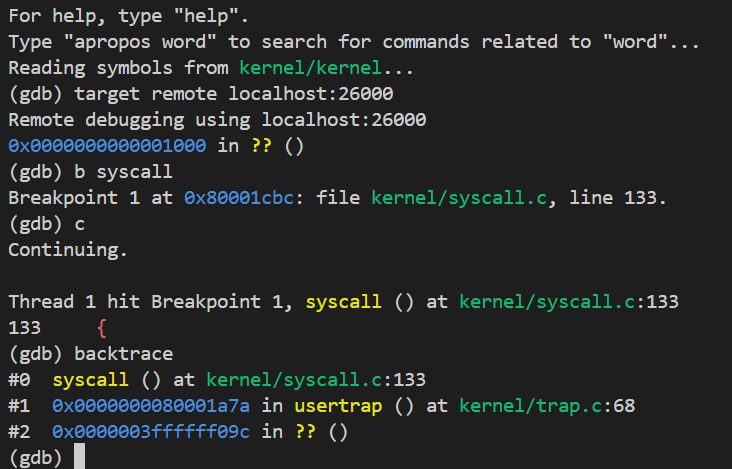 For help, type "help".
Type "apropos word" to search for commands related to "word"...
Reading symbols from kernel/kernel...
(gdb) target remote localhost:26000
Remote debugging using localhost:26000
0x0000000000001000 in ?? ()
(gdb) b syscall
Breakpoint 1 at 0x80001cbc: file kernel/syscall.c, line 133.
(gdb) c
Continuing.

Thread 1 hit Breakpoint 1, syscall () at kernel/syscall.c:133
133     {
(gdb) backtrace
#0  syscall () at kernel/syscall.c:133
#1  0x0000000080001a7a in usertrap () at kernel/trap.c:68
#2  0x0000003ffffff09c in ?? ()
(gdb)